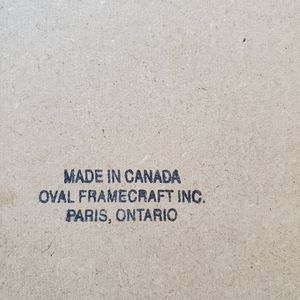 MADE IN CANADA
OVAL FRAMECRAFT INC.
PARIS, ONTARIO